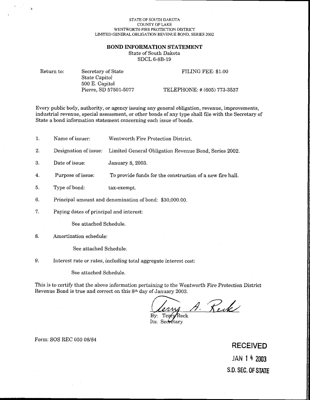 STATE OF SOUTH DAKOTA
COUNTY OF LAKE
WENTWORTH FIRE PROTECTION DISTRICT
LIMITED GENERAL OBLIGATION REVENUE BOND, SERIES 2002
BOND INFORMATION STATEMENT
State of South Dakota
SDCL 6-8B-19
Return to: Secretary of State FILING FEE: $1.00
State Capitol
500 E. Capitol
Pierre, SD 57501-5077 TELEPHONE: # (605) 773-3537
Every public body, authority, or agency issuing any general obligation, revenue, improvements,
industrial revenue, special assessment, or other bonds of any type shall file with the Secretary of
State a bond information statement concerning each issue of bonds.
1. Name of issuer: Wentworth Fire Protection District.
2. Designation of issue: Limited General Obligation Revenue Bond, Series 2002.
3. Date of issue: January 8, 2003.
4. Purpose of issue: To provide funds for the construction of a new fire hall.
5. Type of bond: tax-exempt.
6. Principal amount and denomination of bond: $30,000.00.
7. Paying dates of principal and interest:
See attached Schedule.
8. Amortization schedule:
See attached Schedule.
9. Interest rate or rates, including total aggregate interest cost:
See attached Schedule.
This is to certify that the above information pertaining to the Wentworth Fire Protection District
Revenue Bond is true and correct on this 8th day of January 2003.
Terry A. Reck
By: Terry Reck
Its: Secretary
Form: SOS REC 050 08/84
RECEIVED
JAN 14 2003
S.D. SEC. OF STATE